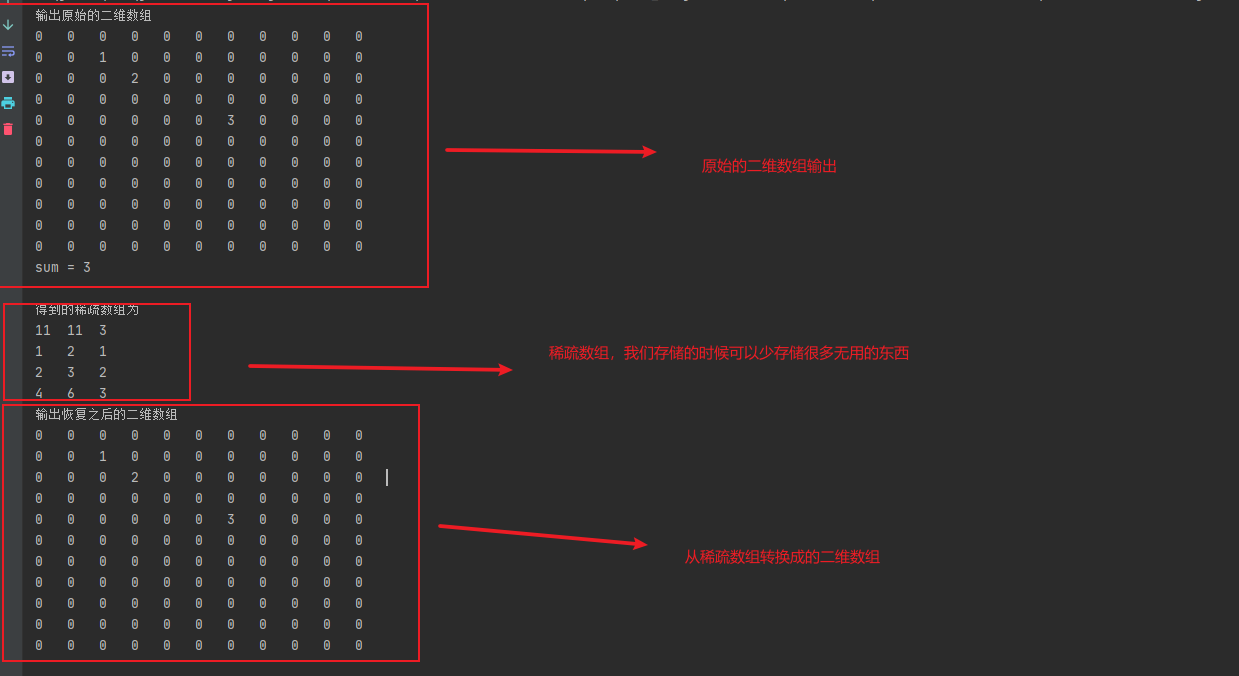 输出原始的二维数组
0 0 0 0 0 0 0 0 0 0 0
0 0 1 0 0 0 0 0 0 0 0
0 0 0 2 0 0 0 0 0 0 0
0 0 0 0 0 0 0 0 0 0 0
0 0 0 0 0 0 3 0 0 0 0
0 0 0 0 0 0 0 0 0 0 0
0 0 0 0 0 0 0 0 0 0 0
0 0 0 0 0 0 0 0 0 0 0
0 0 0 0 0 0 0 0 0 0 0
0 0 0 0 0 0 0 0 0 0 0
0 0 0 0 0 0 0 0 0 0 0
sum = 3
原始的二维数组输出
得到的稀疏数组为
11 11 3
1 2 1
2 3 2
4 6 3
稀疏数组，我们存储的时候可以少存储很多无用的东西
输出恢复之后的二维数组
0 0 0 0 0 0 0 0 0 0 0
0 0 1 0 0 0 0 0 0 0 0
0 0 0 2 0 0 0 0 0 0 0
0 0 0 0 0 0 0 0 0 0 0
0 0 0 0 0 0 3 0 0 0 0
0 0 0 0 0 0 0 0 0 0 0
0 0 0 0 0 0 0 0 0 0 0
0 0 0 0 0 0 0 0 0 0 0
0 0 0 0 0 0 0 0 0 0 0
0 0 0 0 0 0 0 0 0 0 0
0 0 0 0 0 0 0 0 0 0 0
从稀疏数组转换成的二维数组